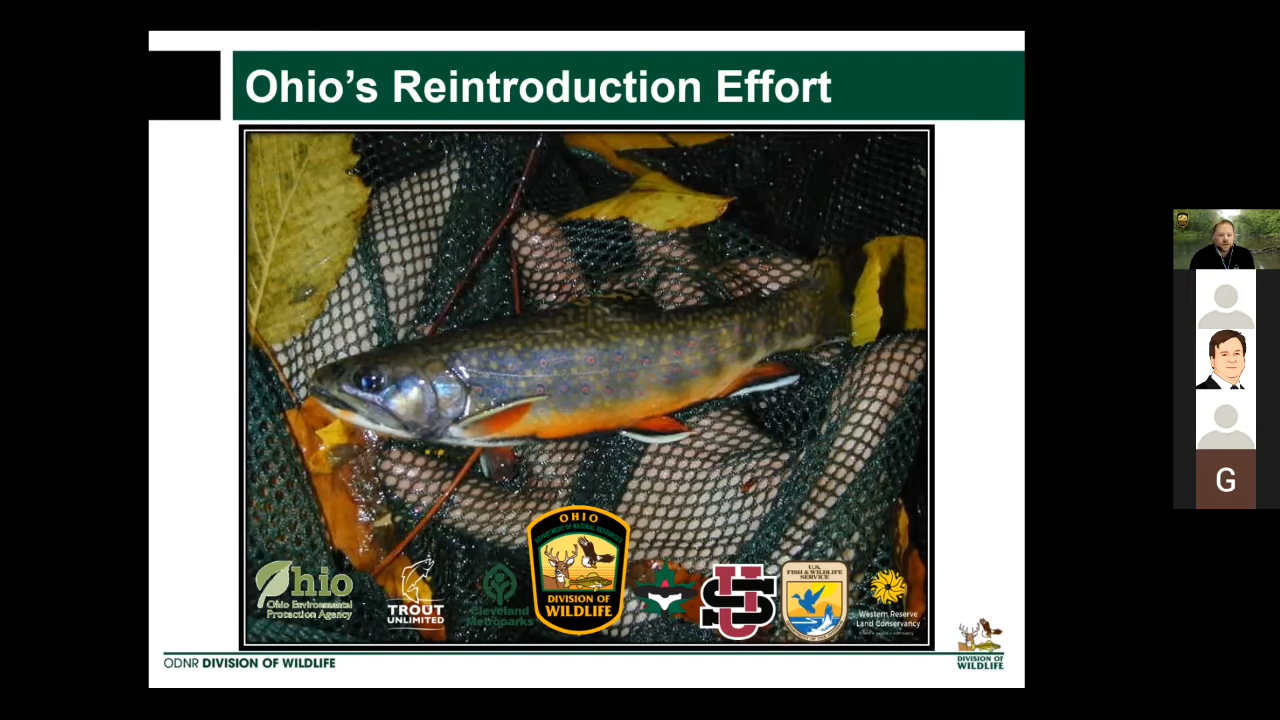 Ohio's Reintroduction Effort
Ohio
Ohio Environmental
Protection Agency
TROUT
UNLIMITED
Cleveland
Metroparks
OHIO
DEPARTMENT OF NATURAL RESOURCES
DIVISION OF
WILDLIFE
US
U.S.
FISH & WILDLIFE
SERVICE
Western Reserve
Land Conservancy
ODNR DIVISION OF WILDLIFE
DIVISION OF
WILDLIFE
G